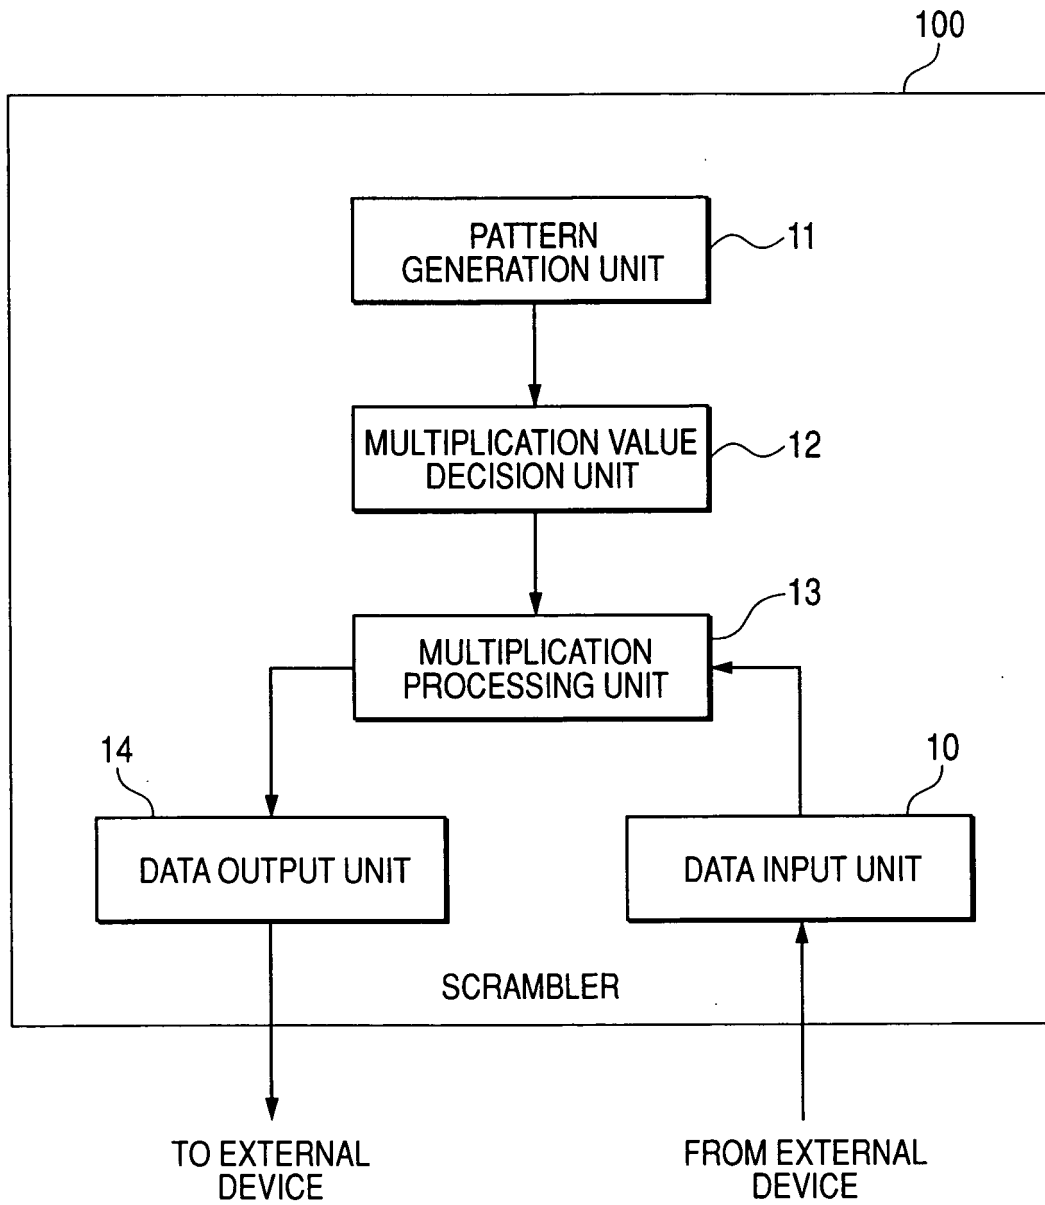 100
PATTERN
GENERATION UNIT
11
MULTIPLICATION VALUE
DECISION UNIT
12
13
MULTIPLICATION
PROCESSING UNIT
14
10
DATA OUTPUT UNIT
DATA INPUT UNIT
SCRAMBLER
TO EXTERNAL
DEVICE
FROM EXTERNAL
DEVICE